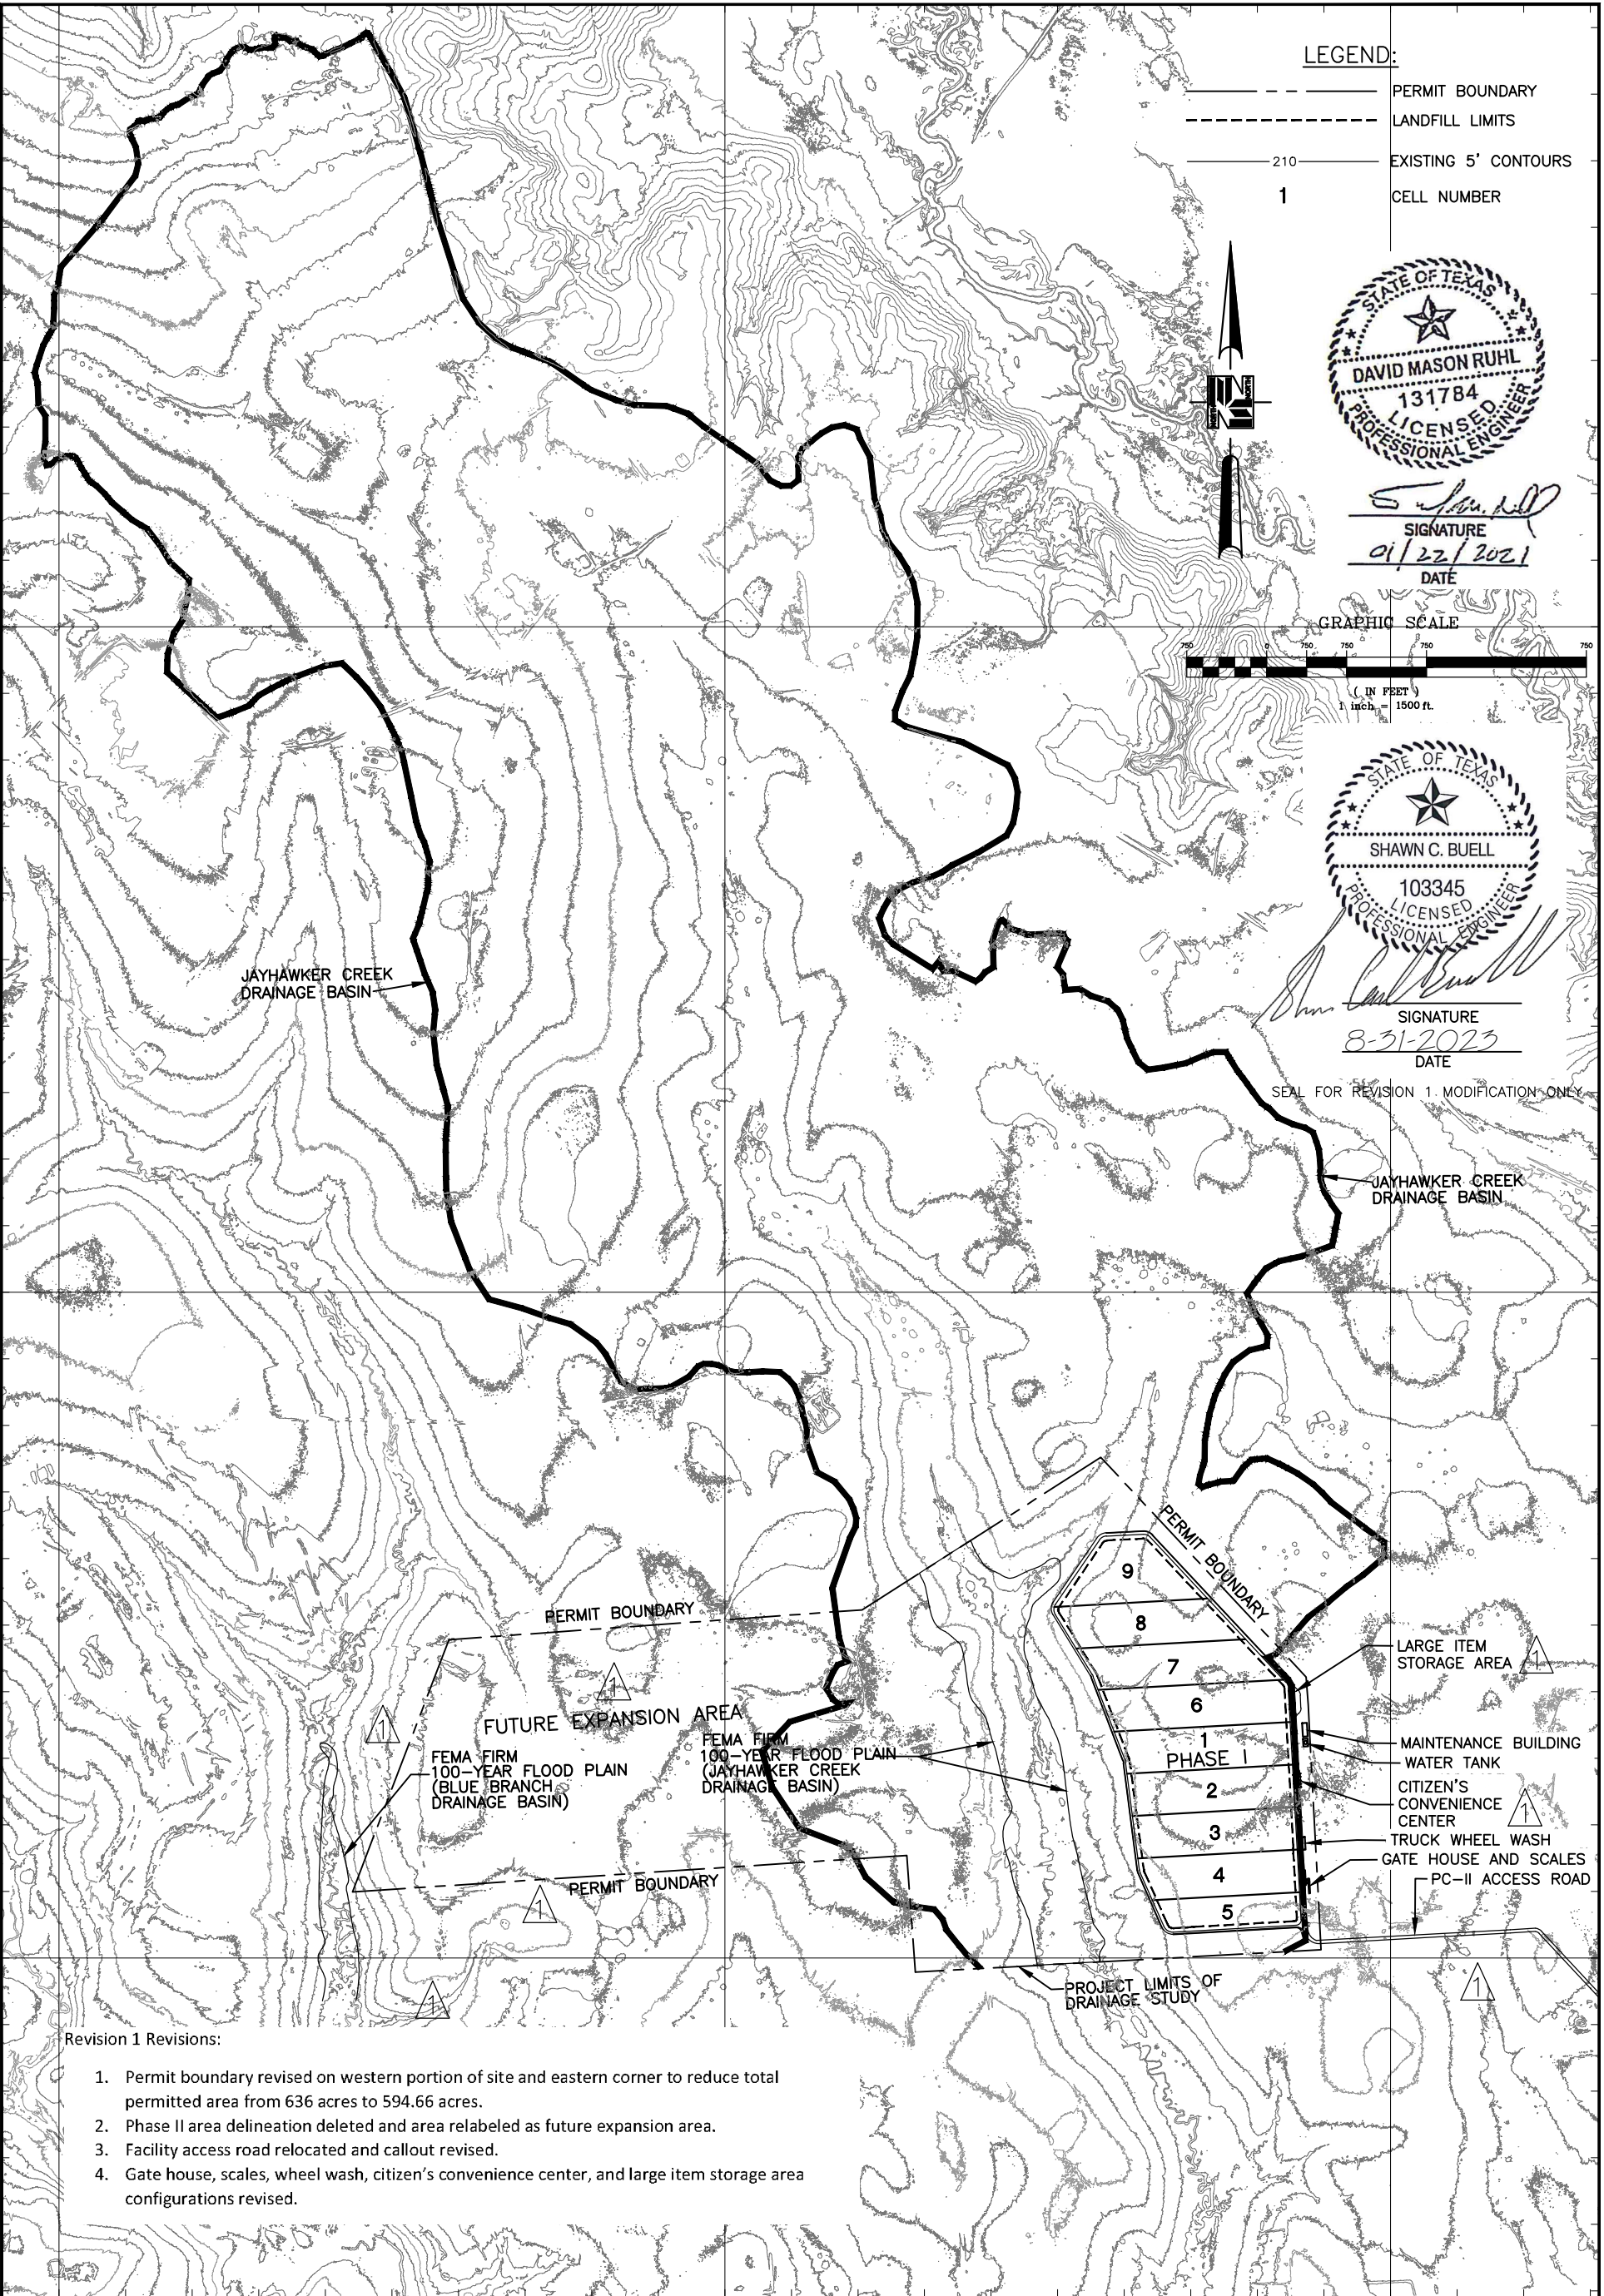 LEGEND:
PERMIT BOUNDARY
LANDFILL LIMITS
210
EXISTING 5' CONTOURS
1
CELL NUMBER
NORTH
NORTH
STATE OF TEXAS
DAVID MASON RUHL
131784
LICENSED
PROFESSIONAL ENGINEER
SIGNATURE
01/22/2021
DATE
GRAPHIC SCALE
750 0 750 750 750 750
( IN FEET )
1 inch = 1500 ft.
STATE OF TEXAS
SHAWN C. BUELL
103345
LICENSED
PROFESSIONAL ENGINEER
SIGNATURE
8-31-2023
DATE
SEAL FOR REVISION 1 MODIFICATION ONLY
JAYHAWKER CREEK
DRAINAGE BASIN
JAYHAWKER CREEK
DRAINAGE BASIN
PERMIT BOUNDARY
PERMIT BOUNDARY
9
8
7
6
1
PHASE I
2
3
4
5
LARGE ITEM
STORAGE AREA
1
1
1
FUTURE EXPANSION AREA
FEMA FIRM
100-YEAR FLOOD PLAIN
(BLUE BRANCH
DRAINAGE BASIN)
FEMA FIRM
100-YEAR FLOOD PLAIN
(JAYHAWKER CREEK
DRAINAGE BASIN)
MAINTENANCE BUILDING
WATER TANK
CITIZEN'S
CONVENIENCE
CENTER
1
TRUCK WHEEL WASH
GATE HOUSE AND SCALES
PC-II ACCESS ROAD
PERMIT BOUNDARY
1
1
1
PROJECT LIMITS OF
DRAINAGE STUDY
Revision 1 Revisions:
1. Permit boundary revised on western portion of site and eastern corner to reduce total
permitted area from 636 acres to 594.66 acres.
2. Phase II area delineation deleted and area relabeled as future expansion area.
3. Facility access road relocated and callout revised.
4. Gate house, scales, wheel wash, citizen's convenience center, and large item storage area
configurations revised.